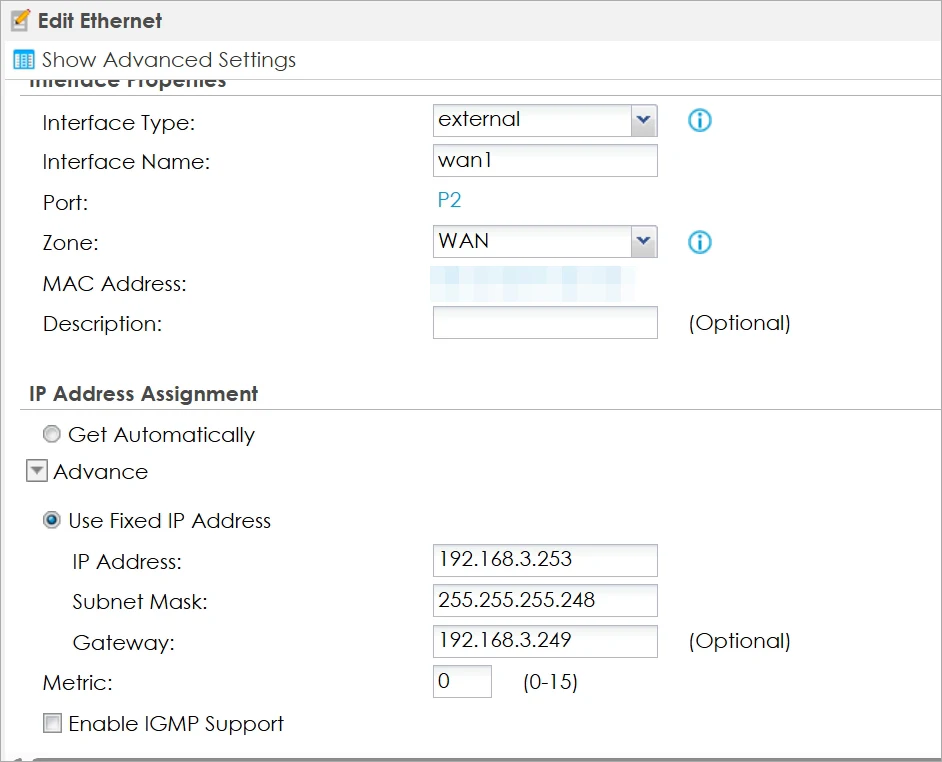 Edit Ethernet
Show Advanced Settings
Interface Properties
Interface Type: external
Interface Name: wan1
Port: P2
Zone: WAN
MAC Address:
Description: (Optional)
IP Address Assignment
Get Automatically
Advance
Use Fixed IP Address
IP Address: 192.168.3.253
Subnet Mask: 255.255.255.248
Gateway: 192.168.3.249 (Optional)
Metric: 0 (0-15)
Enable IGMP Support